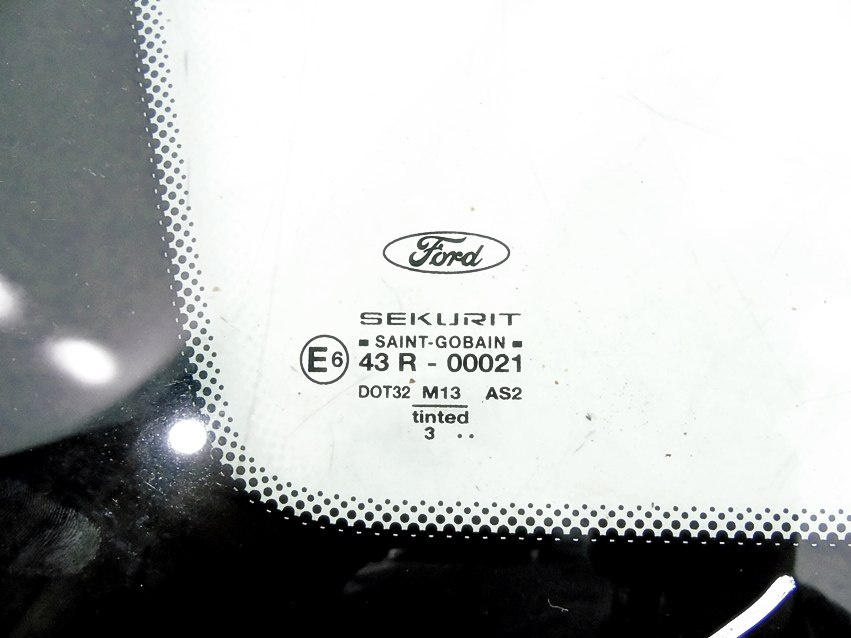 Ford
SEKURIT
SAINT-GOBAIN
E6 43 R - 00021
DOT32 M13 AS2
tinted
3 ..